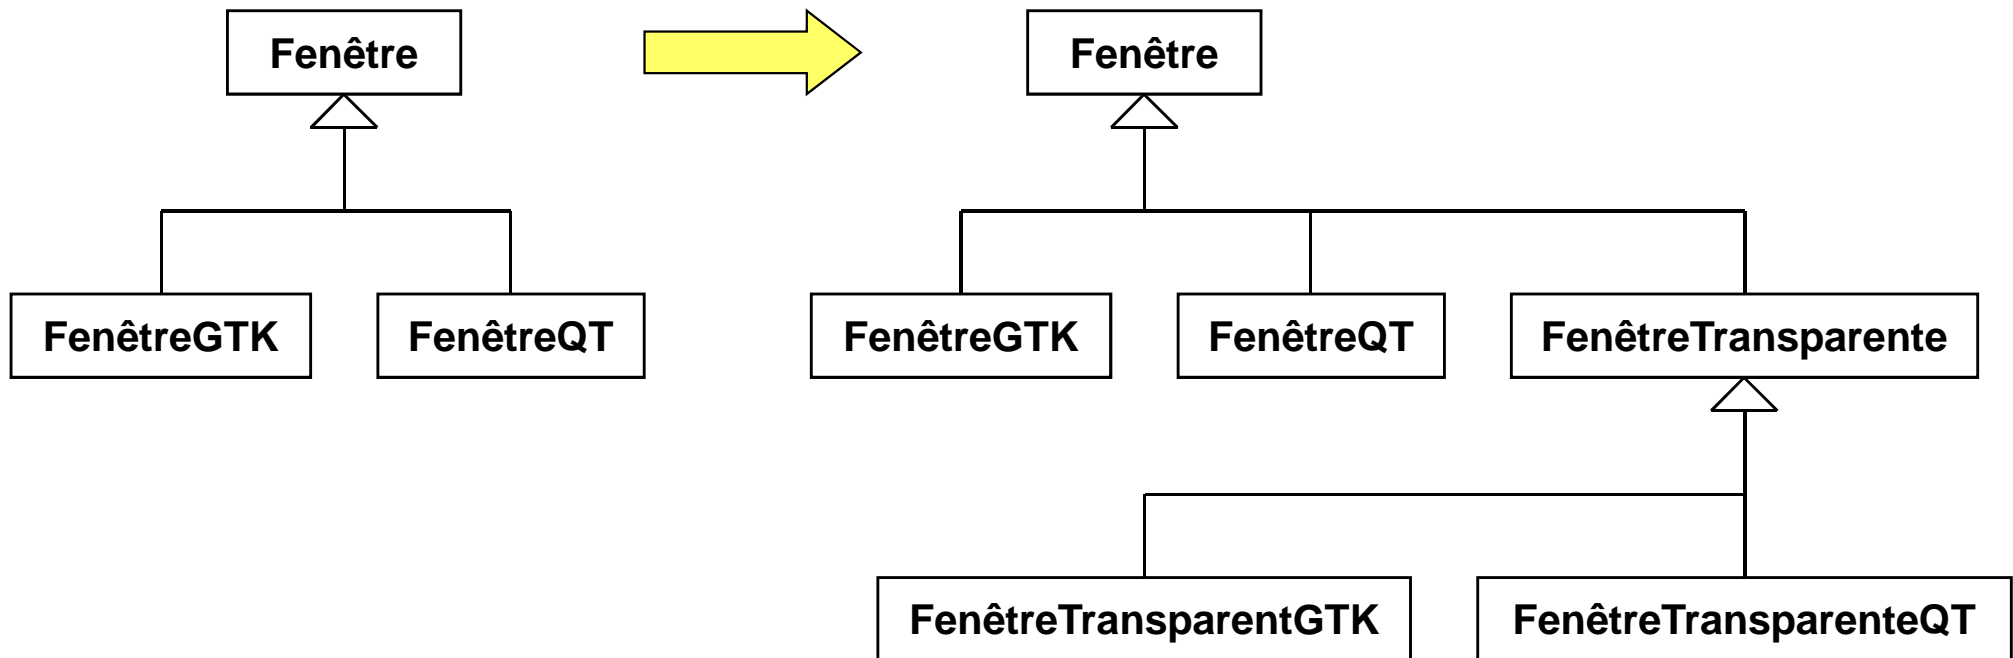 Fenêtre
Fenêtre
FenêtreGTK
FenêtreQT
FenêtreGTK
FenêtreQT
FenêtreTransparente
FenêtreTransparentGTK
FenêtreTransparenteQT